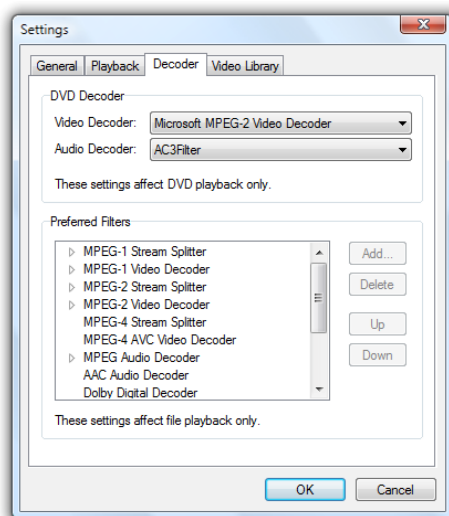 Settings
General Playback Decoder Video Library
DVD Decoder
Video Decoder: Microsoft MPEG-2 Video Decoder
Audio Decoder: AC3Filter
These settings affect DVD playback only.
Preferred Filters
MPEG-1 Stream Splitter
MPEG-1 Video Decoder
MPEG-2 Stream Splitter
MPEG-2 Video Decoder
MPEG-4 Stream Splitter
MPEG-4 AVC Video Decoder
MPEG Audio Decoder
AAC Audio Decoder
Dolby Digital Decoder
Add...
Delete
Up
Down
These settings affect file playback only.
OK Cancel